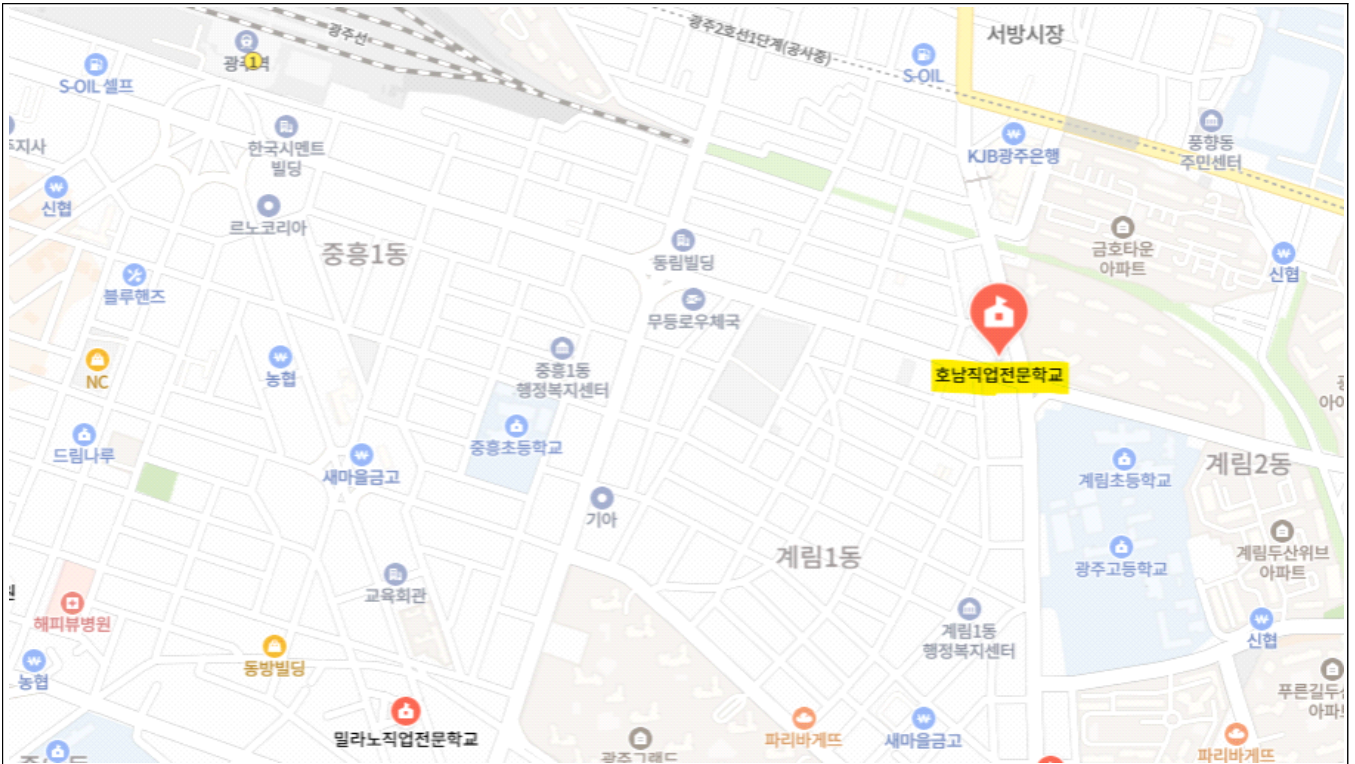 광주선
광주2호선1단계(공사중)
서방시장
1
S-OIL 셀프
S-OIL
한국시멘트
빌딩
KJB광주은행
풍향동
주민센터
신협
르노코리아
중흥1동
동림빌딩
금호타운
아파트
신협
블루핸즈
무등로우체국
NC
농협
중흥1동
행정복지센터
호남직업전문학교
드림나루
새마을금고
중흥초등학교
계림초등학교
계림2동
기아
계림1동
광주고등학교
계림두산위브
아파트
교육회관
해피뷰병원
계림1동
행정복지센터
신협
농협
동방빌딩
밀라노직업전문학교
파리바게뜨
새마을금고
파리바게뜨